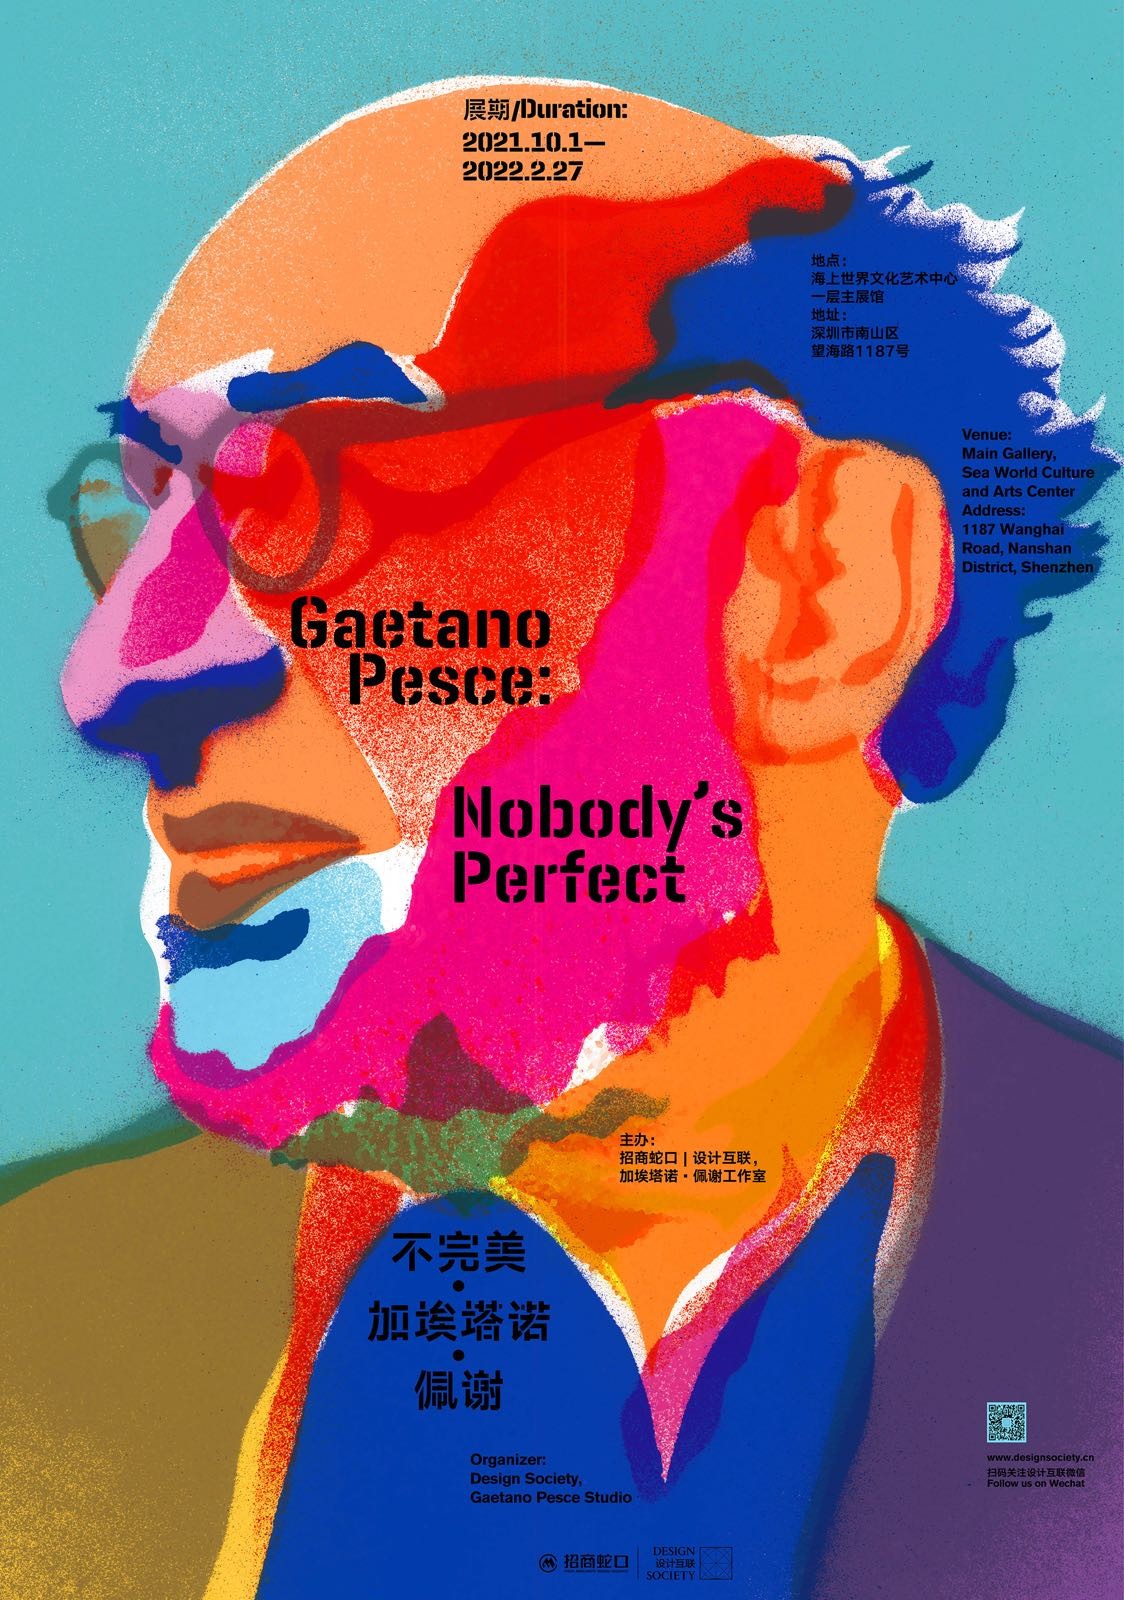 展期/Duration:
2021.10.1—
2022.2.27
地点：
海上世界文化艺术中心
一层主展馆
地址：
深圳市南山区
望海路1187号
Venue:
Main Gallery,
Sea World Culture
and Arts Center
Address:
1187 Wanghai
Road, Nanshan
District, Shenzhen
Gaetano
Pesce:
Nobody’s
Perfect
主办：
招商蛇口 | 设计互联，
加埃塔诺·佩谢工作室
不完美
·
加埃塔诺
·
佩谢
Organizer:
Design Society,
Gaetano Pesce Studio
www.designsociety.cn
扫码关注设计互联微信
Follow us on Wechat
招商蛇口
DESIGN
设计互联
SOCIETY